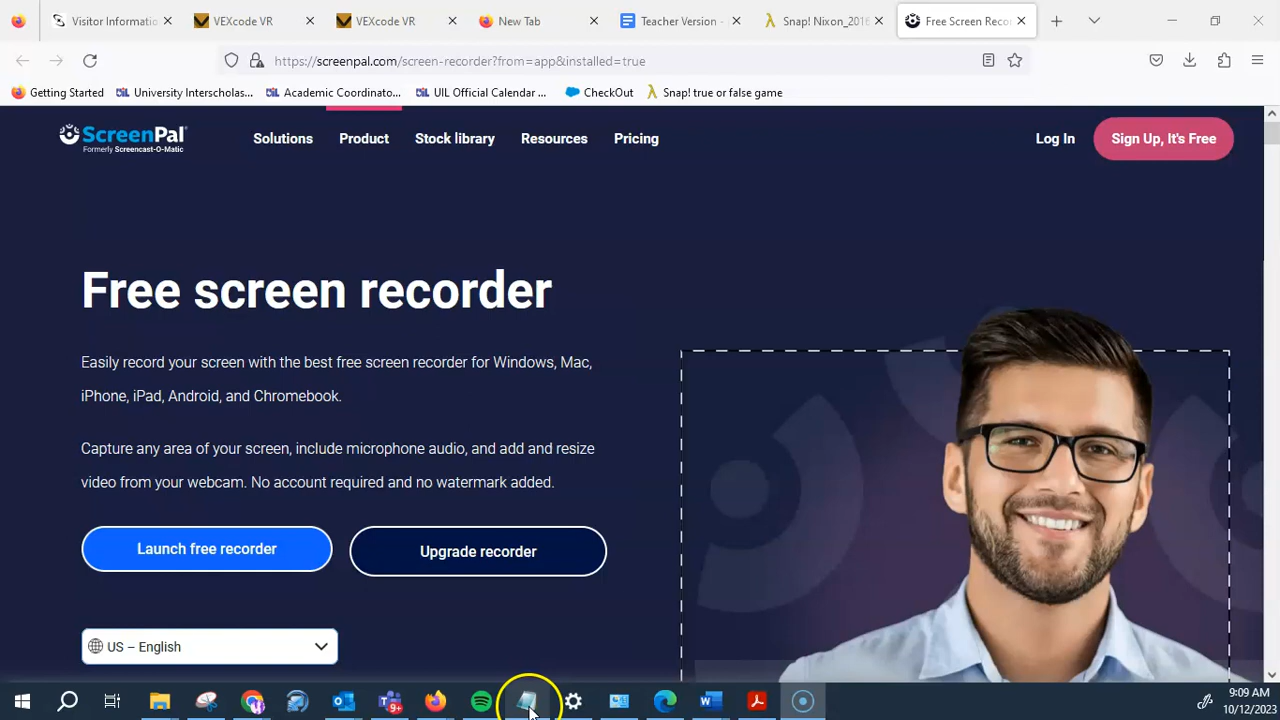 Visitor Informati
VEXcode VR
VEXcode VR
New Tab
Teacher Version -
Snap! Nixon_2016
Free Screen Reco
https://screenpal.com/screen-recorder?from=app&installed=true
Getting Started
University Interscholas...
Academic Coordinato...
UIL Official Calendar ...
CheckOut
Snap! true or false game
ScreenPal
Formerly Screencast-O-Matic
Solutions
Product
Stock library
Resources
Pricing
Log In
Sign Up, It's Free
Free screen recorder
Easily record your screen with the best free screen recorder for Windows, Mac,
iPhone, iPad, Android, and Chromebook.
Capture any area of your screen, include microphone audio, and add and resize
video from your webcam. No account required and no watermark added.
Launch free recorder
Upgrade recorder
US – English
9+
9:09 AM
10/12/2023